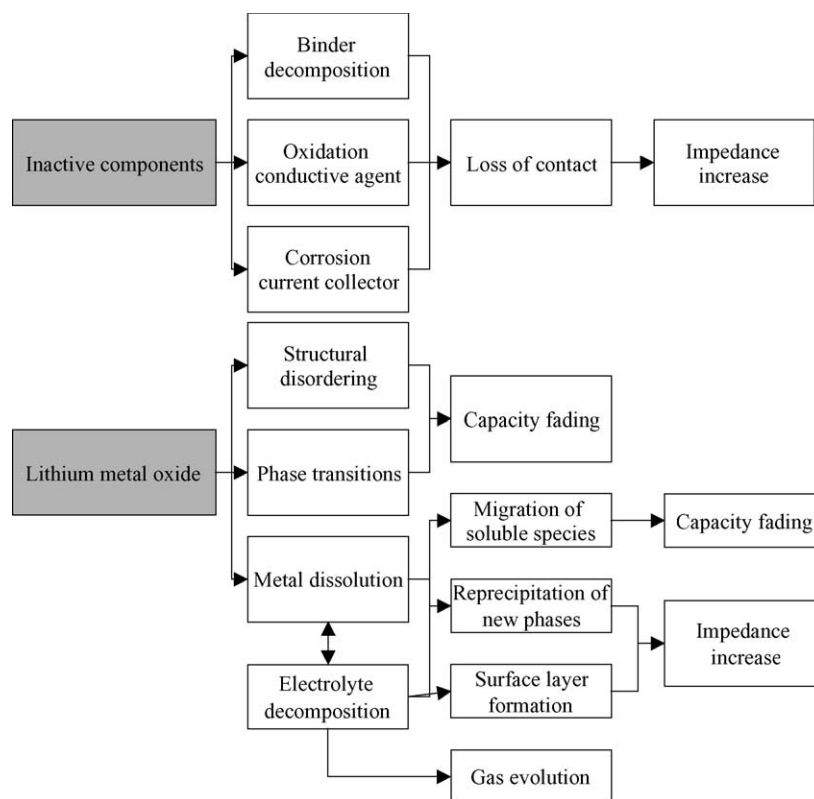 Binder
decomposition
Inactive components
Oxidation
conductive agent
Loss of contact
Impedance
increase
Corrosion
current collector
Structural
disordering
Capacity fading
Lithium metal oxide
Phase transitions
Migration of
soluble species
Capacity fading
Metal dissolution
Reprecipitation of
new phases
Impedance
increase
Electrolyte
decomposition
Surface layer
formation
Gas evolution